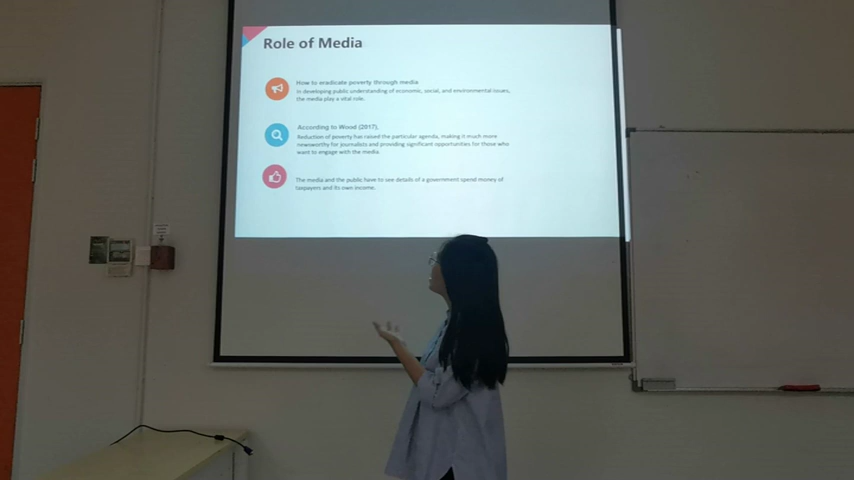 Role of Media
How to eradicate poverty through media
In developing public understanding of economic, social, and environmental issues,
the media play a vital role.
According to Wood (2017),
Reduction of poverty has raised the particular agenda, making it much more
newsworthy for journalists and providing significant opportunities for those who
want to engage with the media.
The media and the public have to see details of a government spend money of
taxpayers and its own income.